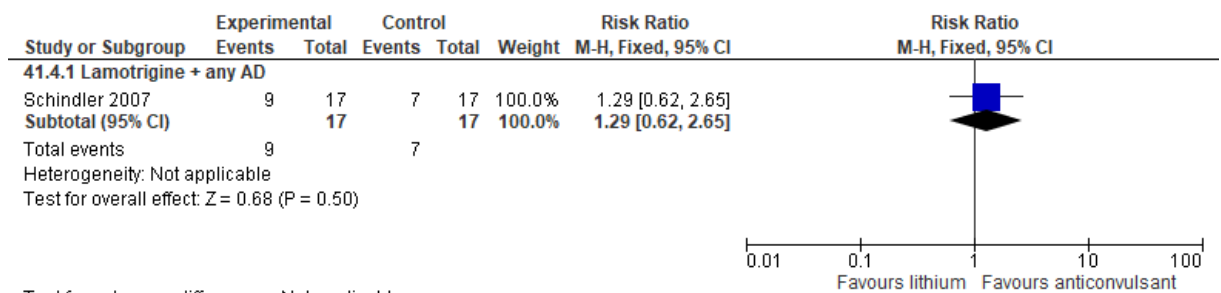 Experimental Control Risk Ratio Risk Ratio
Study or Subgroup Events Total Events Total Weight M-H, Fixed, 95% CI M-H, Fixed, 95% CI
41.4.1 Lamotrigine + any AD
Schindler 2007 9 17 7 17 100.0% 1.29 [0.62, 2.65]
Subtotal (95% CI) 17 17 100.0% 1.29 [0.62, 2.65]
Total events 9 7
Heterogeneity: Not applicable
Test for overall effect: Z = 0.68 (P = 0.50)
0.01 0.1 1 10 100
Favours lithium Favours anticonvulsant